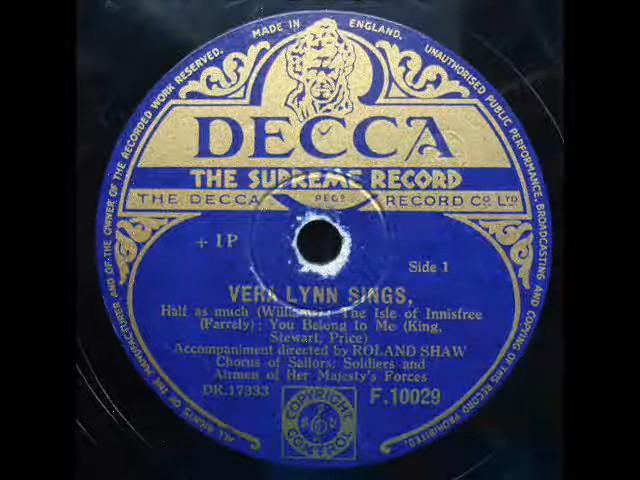 MADE IN ENGLAND.
ALL RIGHTS OF THE MANUFACTURER AND OF THE OWNER OF THE RECORDED WORK RESERVED.
UNAUTHORISED PUBLIC PERFORMANCE, BROADCASTING AND COPYING OF THIS RECORD PROHIBITED.
DECCA
THE SUPREME RECORD
THE DECCA REGD. RECORD CO LTD
+ 1P
Side 1
VERA LYNN SINGS,
Half as much (Williams): The Isle of Innisfree
(Farrely): You Belong to Me (King,
Stewart, Price)
Accompaniment directed by ROLAND SHAW
Chorus of Sailors; Soldiers and
Airmen of Her Majesty's Forces
DR.17333
F.10029
COPYRIGHT
CONTROL